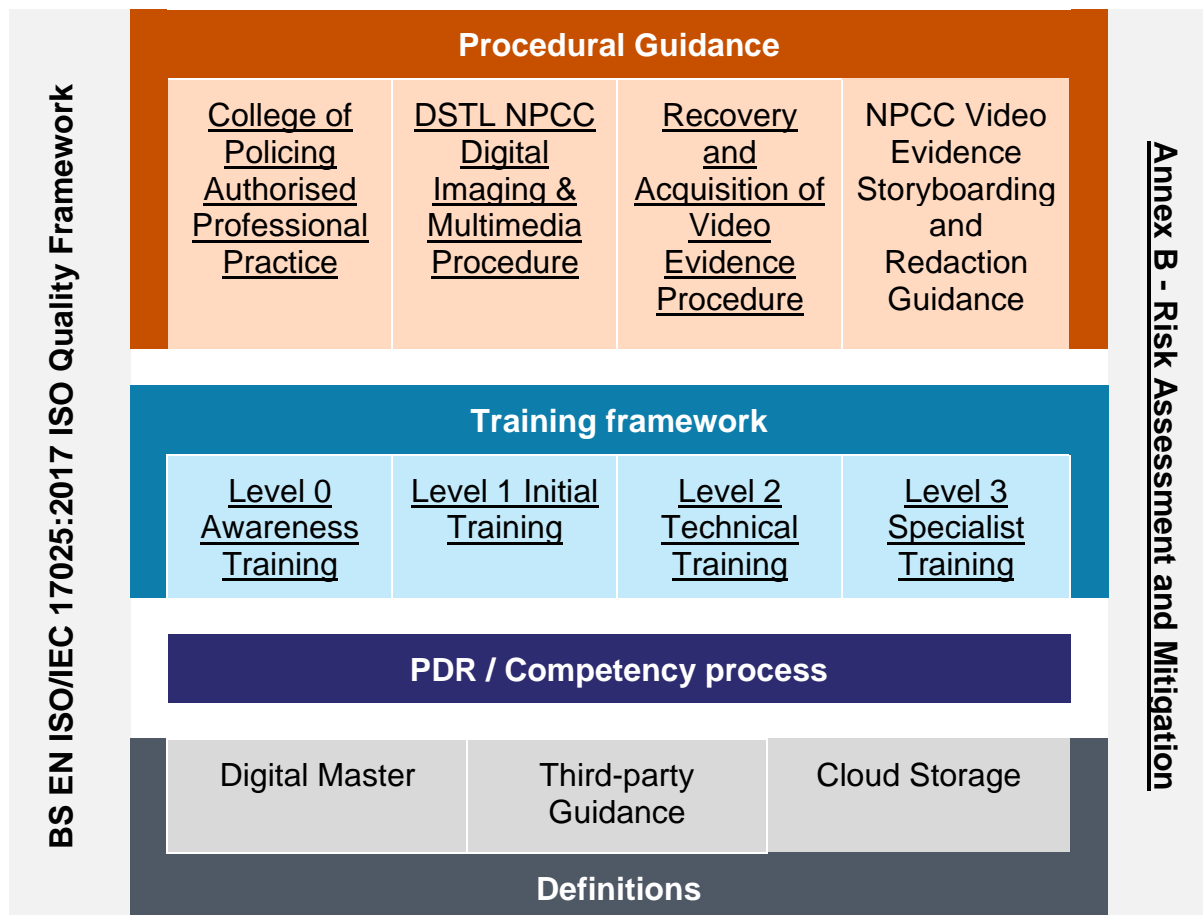 BS EN ISO/IEC 17025:2017 ISO Quality Framework
Procedural Guidance
College of
Policing
Authorised
Professional
Practice
DSTL NPCC
Digital
Imaging &
Multimedia
Procedure
Recovery
and
Acquisition of
Video
Evidence
Procedure
NPCC Video
Evidence
Storyboarding
and
Redaction
Guidance
Training framework
Level 0
Awareness
Training
Level 1 Initial
Training
Level 2
Technical
Training
Level 3
Specialist
Training
PDR / Competency process
Digital Master
Third-party
Guidance
Cloud Storage
Definitions
Annex B - Risk Assessment and Mitigation